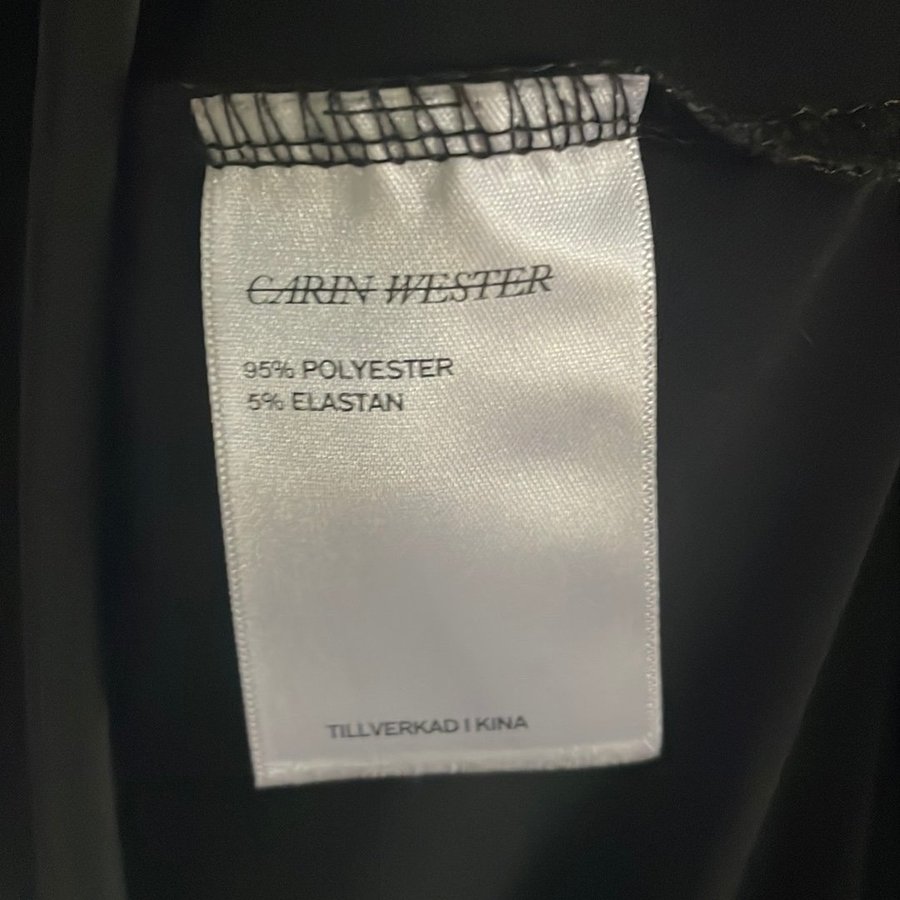 CARIN WESTER
95% POLYESTER
5% ELASTAN
TILLVERKAD I KINA